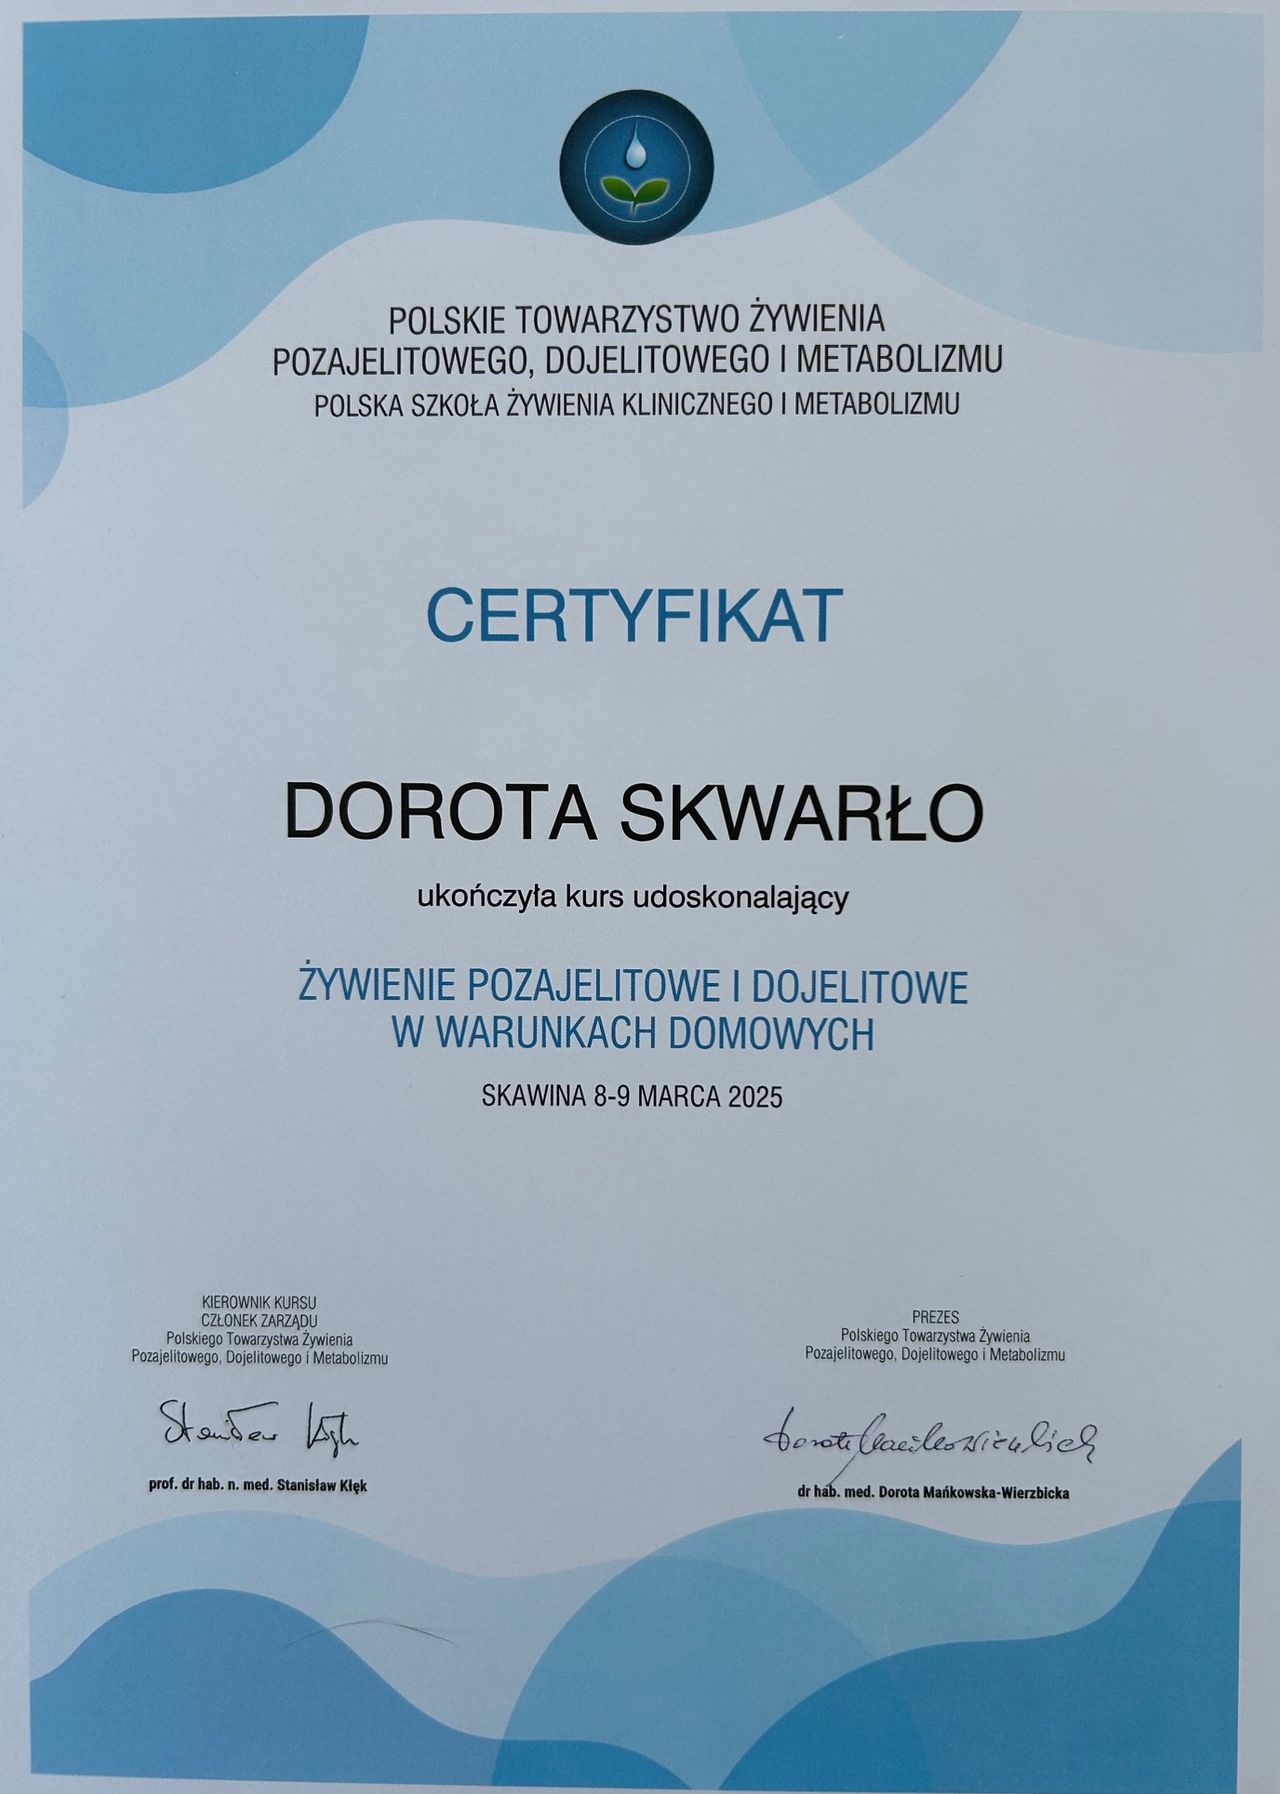 POLSKIE TOWARZYSTWO ŻYWIENIA
POZAJELITOWEGO, DOJELITOWEGO I METABOLIZMU
POLSKA SZKOŁA ŻYWIENIA KLINICZNEGO I METABOLIZMU
CERTYFIKAT
DOROTA SKWARŁO
ukończyła kurs udoskonalający
ŻYWIENIE POZAJELITOWE I DOJELITOWE
W WARUNKACH DOMOWYCH
SKAWINA 8-9 MARCA 2025
KIEROWNIK KURSU
CZŁONEK ZARZĄDU
Polskiego Towarzystwa Żywienia
Pozajelitowego, Dojelitowego i Metabolizmu
Stanisław Kłęk
prof. dr hab. n. med. Stanisław Kłęk
PREZES
Polskiego Towarzystwa Żywienia
Pozajelitowego, Dojelitowego i Metabolizmu
dr hab. med. Dorota Mańkowska-Wierzbicka